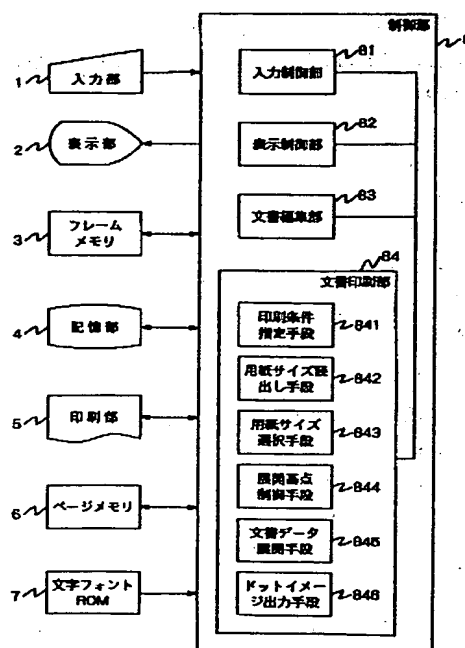 制御部
8
1
入力部
2
表示部
3
フレーム
メモリ
4
記憶部
5
印刷部
6
ページメモリ
7
文字フォント
ROM
81
入力制御部
82
表示制御部
83
文書編集部
84
文書印刷部
印刷条件
指定手段
841
用紙サイズ読
出し手段
842
用紙サイズ
選択手段
843
展開基点
制御手段
844
文書データ
展開手段
845
ドットイメー
ジ出力手段
846